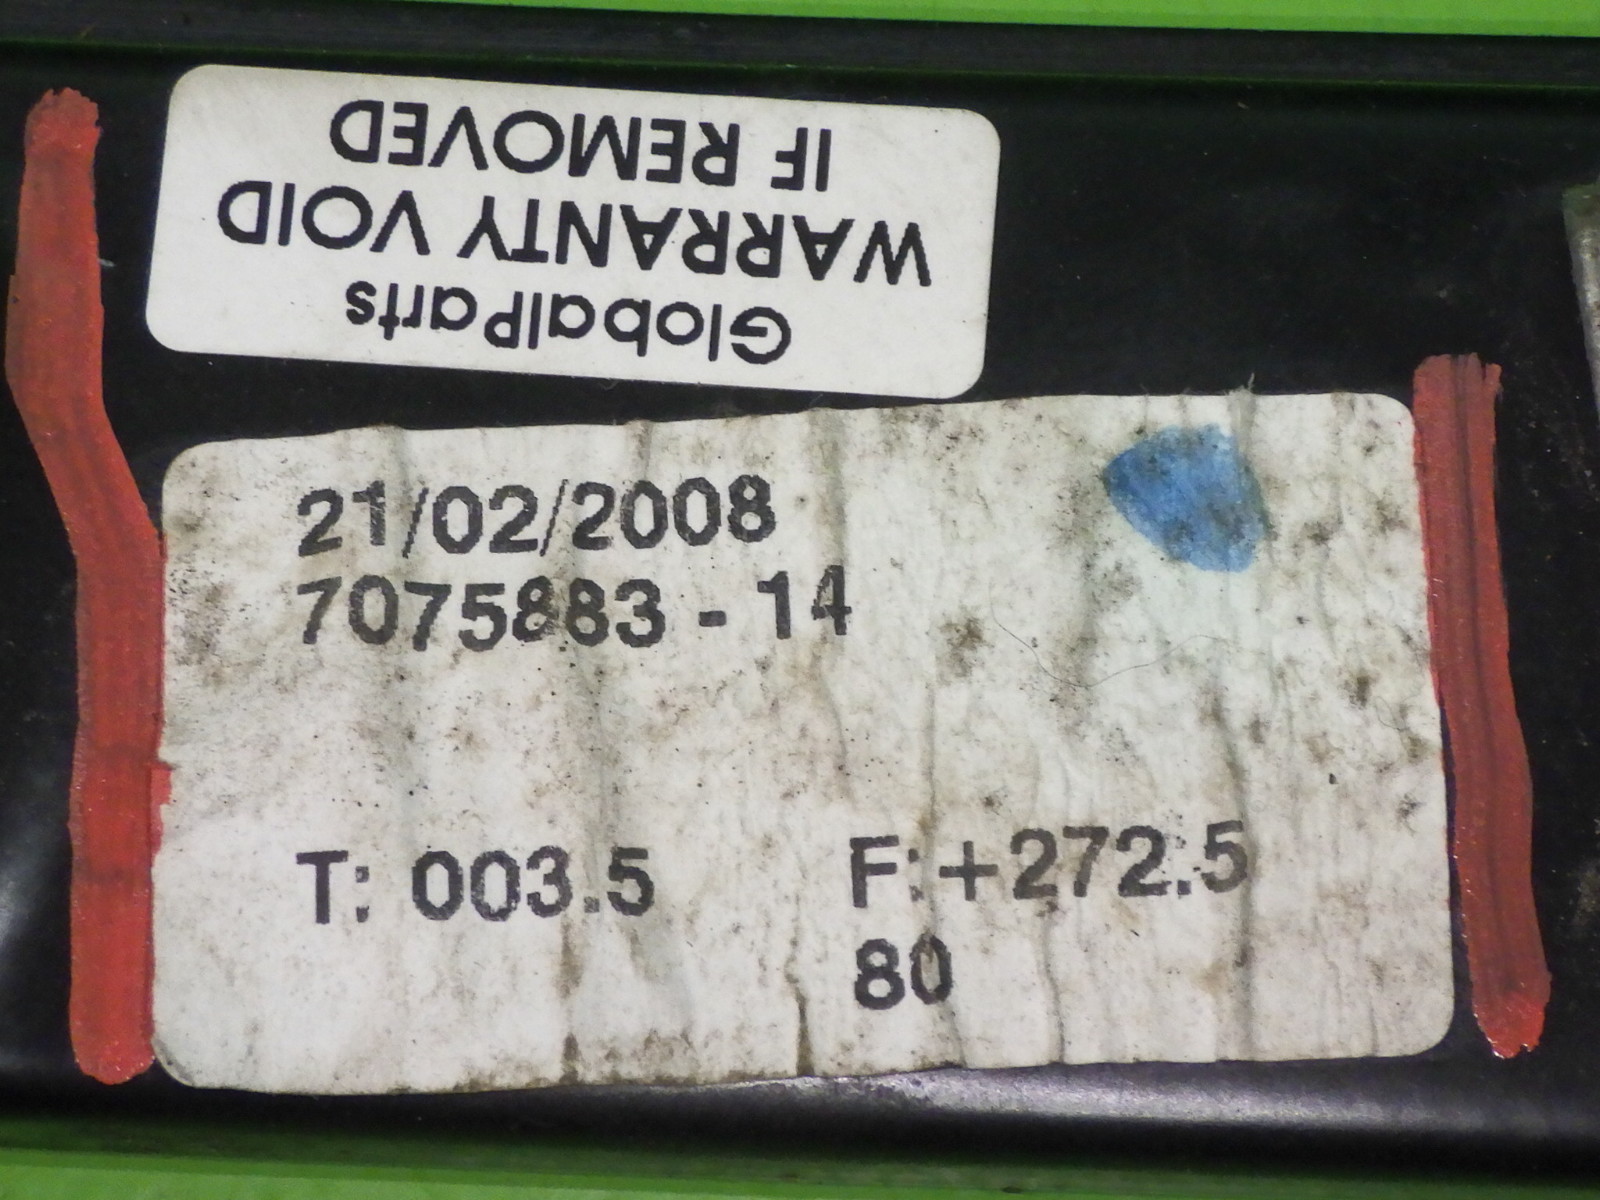 GlobalParts
WARRANTY VOID
IF REMOVED
21/02/2008
7075883 - 14
T: 003.5 F: +272.5
80